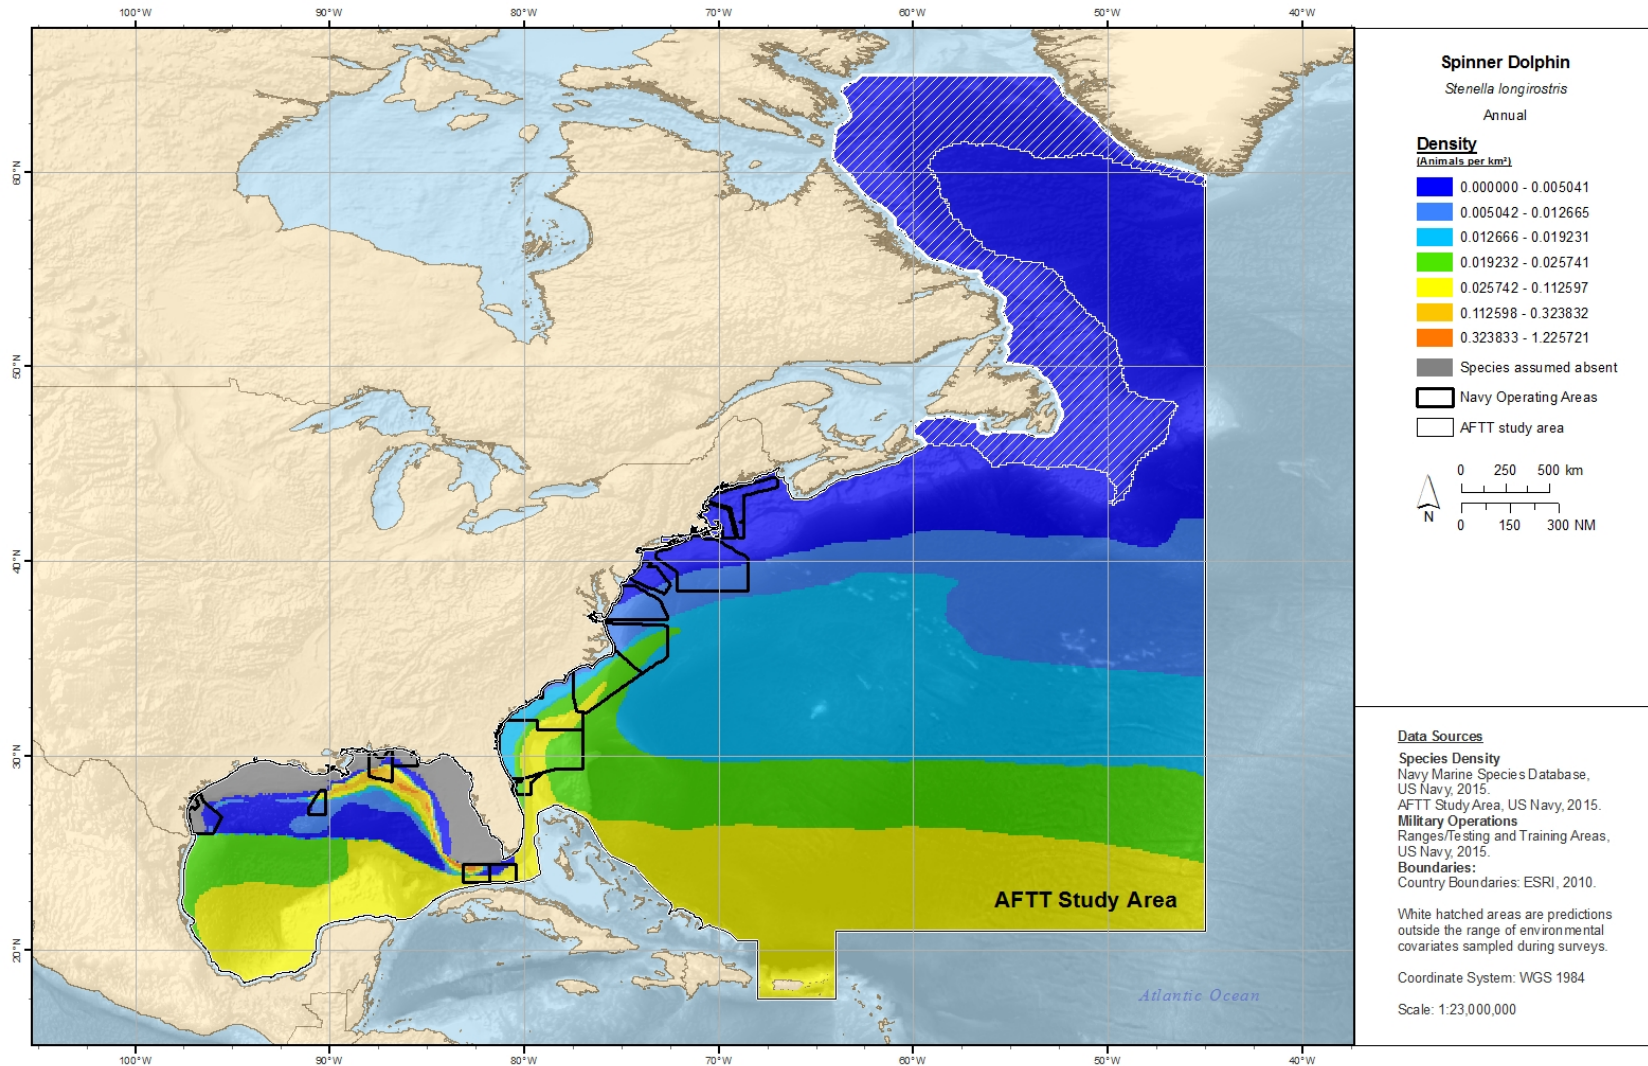 100°W 90°W 80°W 70°W 60°W 50°W 40°W
60°N 60°N
50°N 50°N
40°N 40°N
30°N 30°N
20°N 20°N
AFTT Study Area
Atlantic Ocean
100°W 90°W 80°W 70°W 60°W 50°W 40°W
Spinner Dolphin
Stenella longirostris
Annual
Density
(Animals per km²)
0.000000 - 0.005041
0.005042 - 0.012665
0.012666 - 0.019231
0.019232 - 0.025741
0.025742 - 0.112597
0.112598 - 0.323832
0.323833 - 1.225721
Species assumed absent
Navy Operating Areas
AFTT study area
0 250 500 km
N
0 150 300 NM
Data Sources
Species Density
Navy Marine Species Database,
US Navy, 2015.
AFTT Study Area, US Navy, 2015.
Military Operations
Ranges/Testing and Training Areas,
US Navy, 2015.
Boundaries:
Country Boundaries: ESRI, 2010.
White hatched areas are predictions
outside the range of environmental
covariates sampled during surveys.
Coordinate System: WGS 1984
Scale: 1:23,000,000